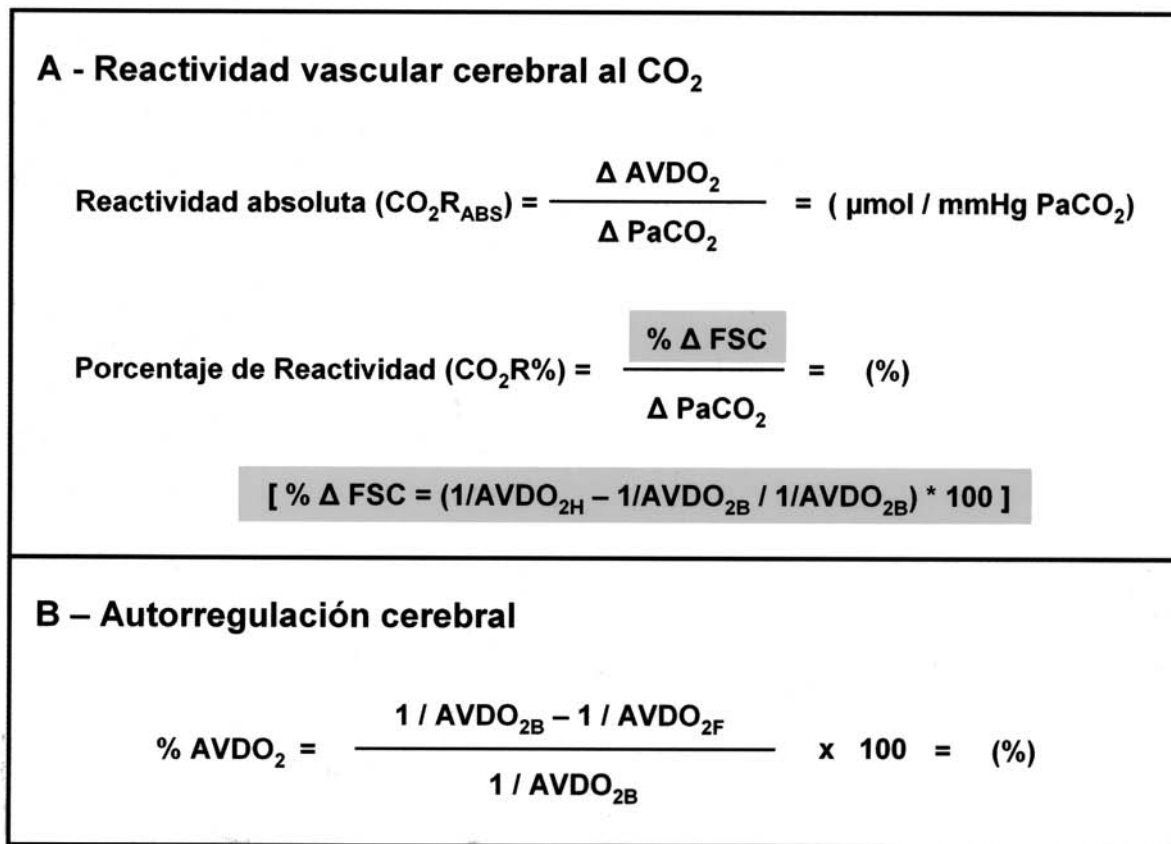 A - Reactividad vascular cerebral al CO₂
Reactividad absoluta (CO₂R_ABS) = Δ AVDO₂ / Δ PaCO₂ = ( µmol / mmHg PaCO₂)
Porcentaje de Reactividad (CO₂R%) = % Δ FSC / Δ PaCO₂ = (%)
[ % Δ FSC = (1/AVDO₂H – 1/AVDO₂B / 1/AVDO₂B) * 100 ]
B – Autorregulación cerebral
% AVDO₂ = 1 / AVDO₂B – 1 / AVDO₂F / 1 / AVDO₂B x 100 = (%)